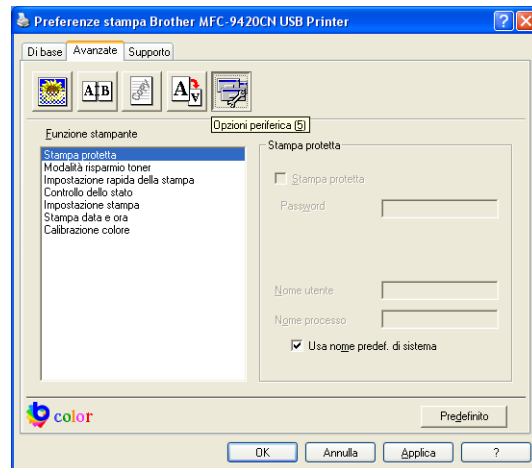 Preferenze stampa Brother MFC-9420CN USB Printer
Di base Avanzate Supporto
A B
A A
Opzioni periferica (5)
Funzione stampante
Stampa protetta
Modalità risparmio toner
Impostazione rapida della stampa
Controllo dello stato
Impostazione stampa
Stampa data e ora
Calibrazione colore
Stampa protetta
Stampa protetta
Password
Nome utente
Nome processo
Usa nome predef. di sistema
color
Predefinito
OK Annulla Applica ?